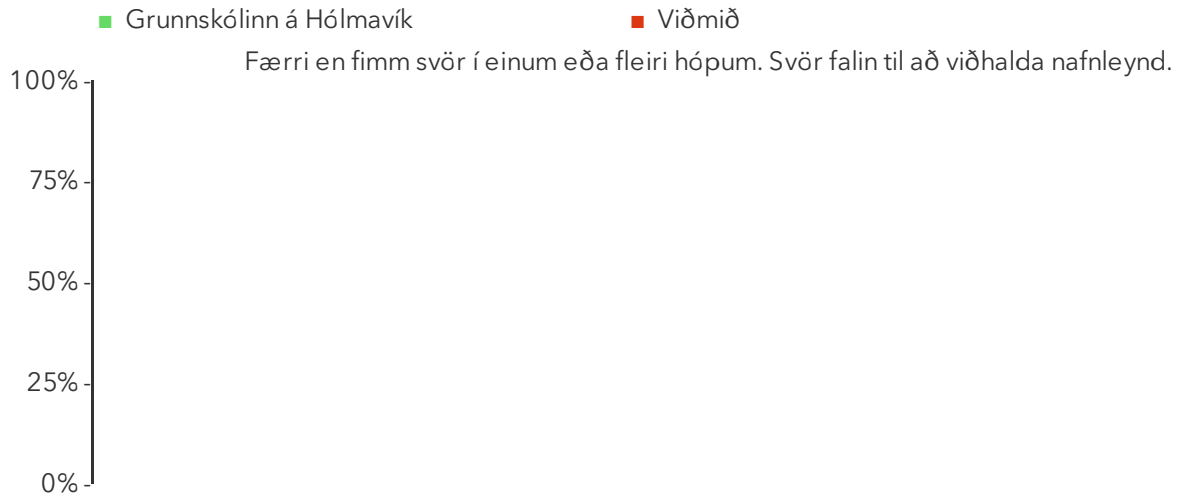 Grunnskólinn á Hólmavík Viðmið
Færri en fimm svör í einum eða fleiri hópum. Svör falin til að viðhalda nafnleynd.
100%
75%
50%
25%
0%